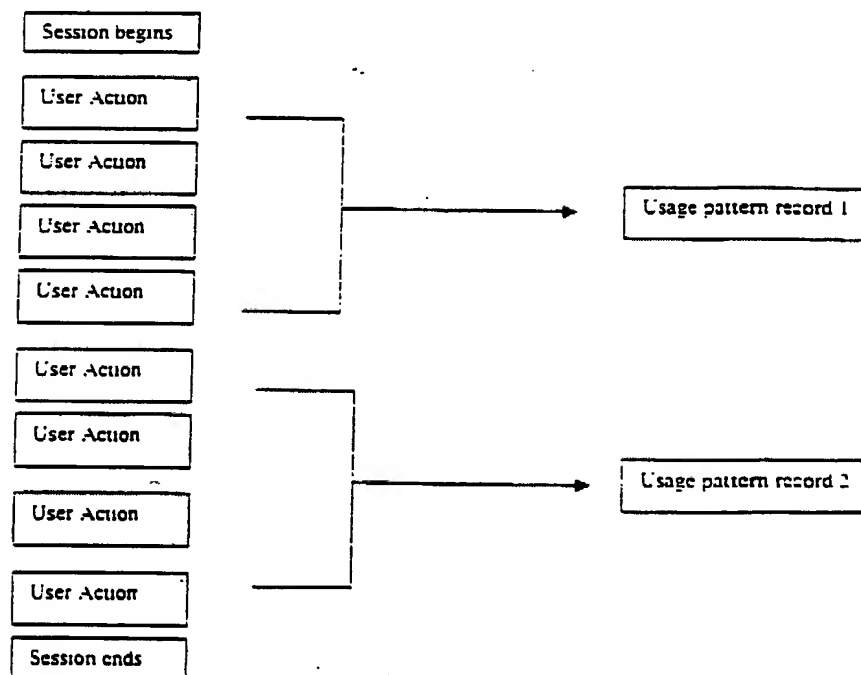 Session begins
User Action
User Action
User Action
User Action
Usage pattern record 1
User Action
User Action
User Action
User Action
Usage pattern record 2
Session ends